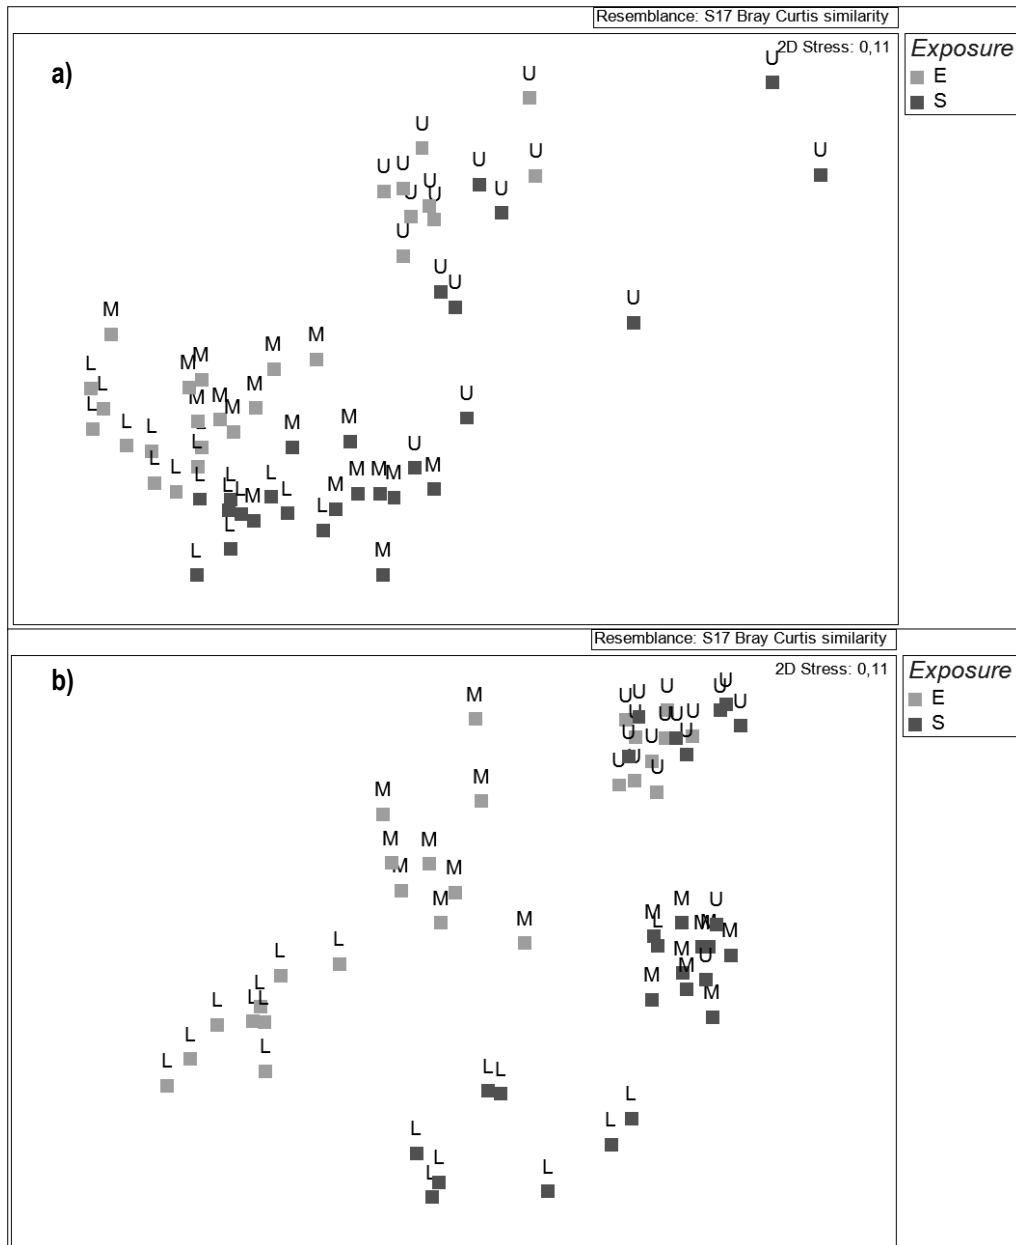 Resemblance: S17 Bray Curtis similarity
a)
2D Stress: 0,11
Exposure
E
S
U
U
U
U U U
U U
U U U U
U
U U U
M
M M
L M M
L M U
L M M M
L L M M
L U
L L M M M M
L L L M
L L M L L
L
L M
Resemblance: S17 Bray Curtis similarity
b)
2D Stress: 0,11
Exposure
E
S
M U U U U U
U U U U U
U U U
M U U U
M
M M
M M
M M U
M M L M M M
L L M U
L L L M M
L M
L L
L
L L
L L
L
L L L